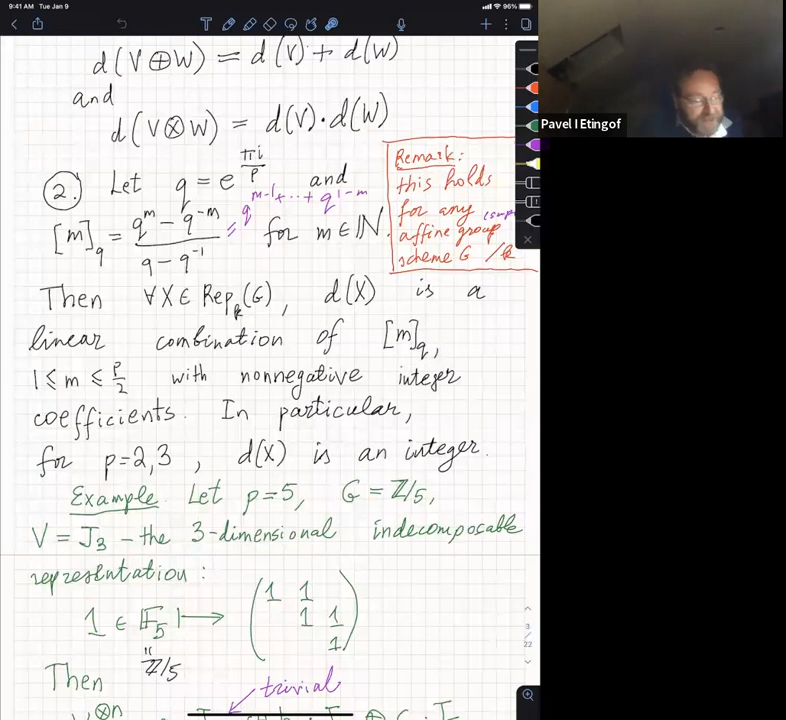 9:41 AM Tue Jan 9
96%
d(V⊕W) = d(V) + d(W)
and
d(V⊗W) = d(V)·d(W)
2. Let q = e^{πi/p} and
[m]_q = (q^m − q^{-m})/(q − q^{-1}) = q^{m-1}+···+q^{1-m} for m∈ℕ.
Remark:
this holds
for any
affine group
scheme G /k
Then ∀X∈Rep_k(G), d(X) is a
linear combination of [m]_q,
1≤m≤p/2 with nonnegative integer
coefficients. In particular,
for p=2,3, d(X) is an integer.
Example. Let p=5, G=ℤ/5,
V = J_3 – the 3-dimensional indecomposable
representation:
1 ∈ 𝔽_5 ↦ (1 1
1 1
1)
"
ℤ/5
Then
trivial
V^{⊗n}
Pavel I Etingof
3
22